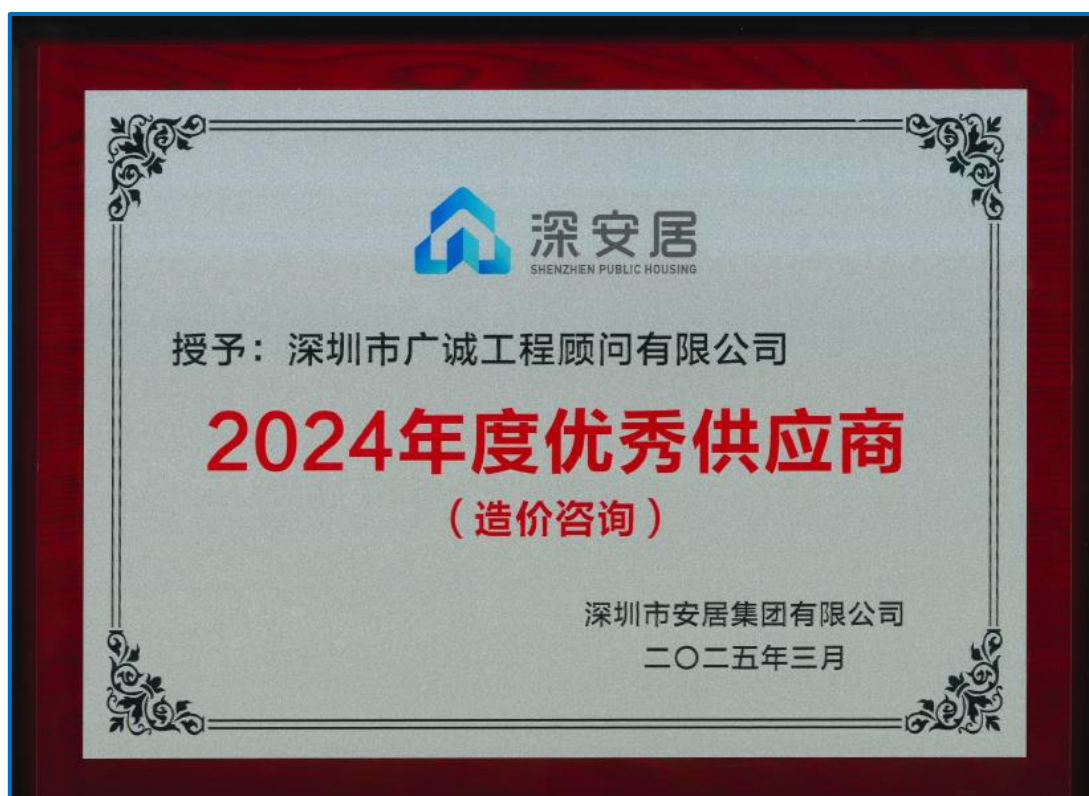 深安居
SHENZHEN PUBLIC HOUSING
授予：深圳市广诚工程顾问有限公司
2024年度优秀供应商
（造价咨询）
深圳市安居集团有限公司
二〇二五年三月